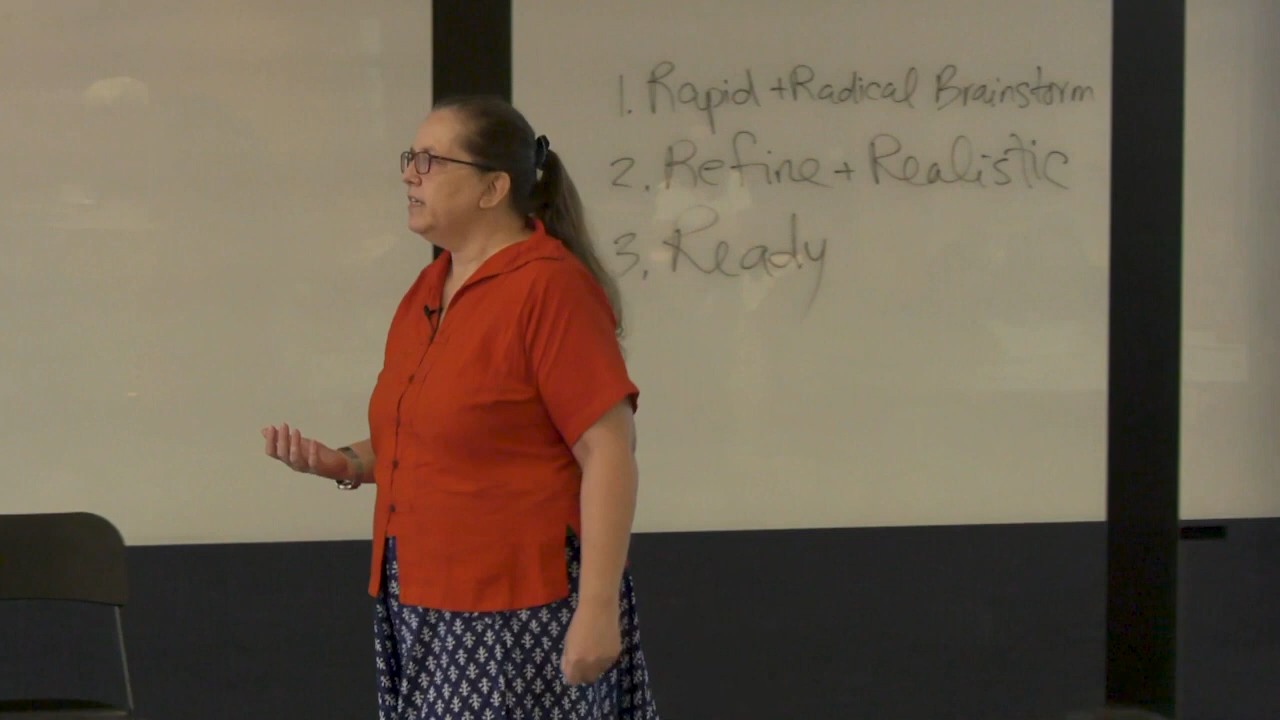 1. Rapid + Radical Brainstorm
2. Refine + Realistic
3. Ready